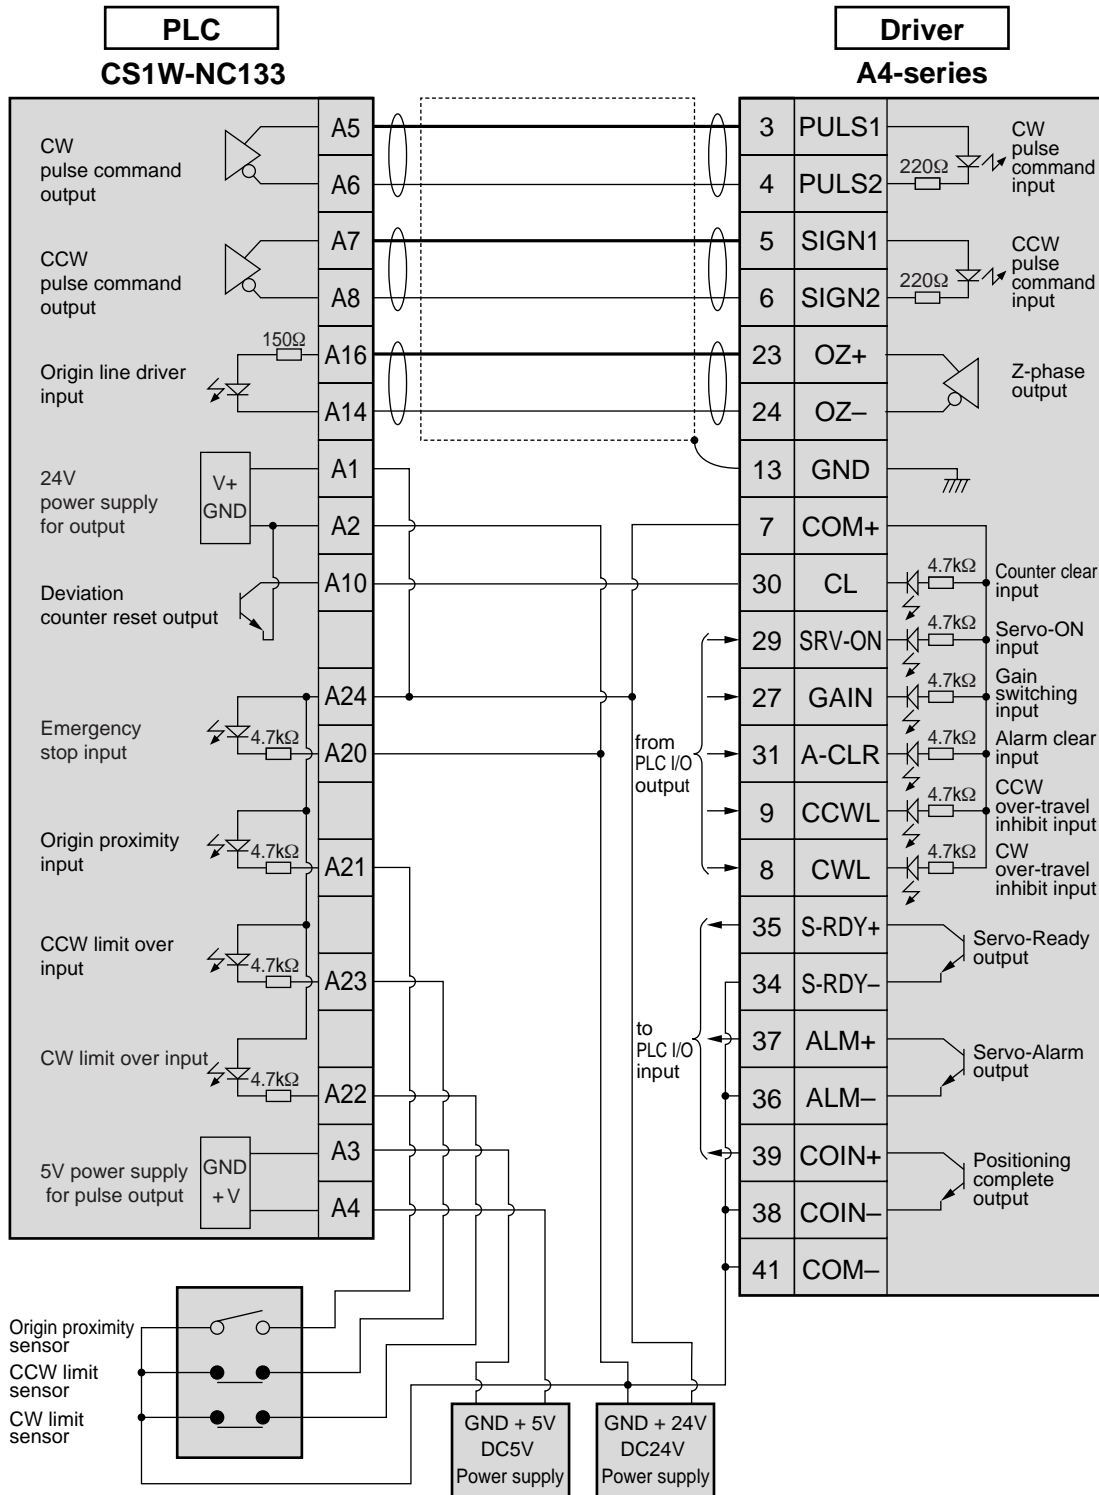 PLC
Driver
CS1W-NC133
A4-series
CW
pulse command
output
A5
A6
CCW
pulse command
output
A7
A8
Origin line driver
input
150Ω
A16
A14
24V
power supply
for output
V+
GND
A1
A2
Deviation
counter reset output
A10
Emergency
stop input
4.7kΩ
A24
A20
Origin proximity
input
4.7kΩ
A21
CCW limit over
input
4.7kΩ
A23
CW limit over input
4.7kΩ
A22
5V power supply
for pulse output
GND
+ V
A3
A4
from
PLC I/O
output
to
PLC I/O
input
3 PULS1
4 PULS2
220Ω
CW
pulse
command
input
5 SIGN1
6 SIGN2
220Ω
CCW
pulse
command
input
23 OZ+
24 OZ–
Z-phase
output
13 GND
7 COM+
30 CL
4.7kΩ
Counter clear
input
29 SRV-ON
4.7kΩ
Servo-ON
input
27 GAIN
4.7kΩ
Gain
switching
input
31 A-CLR
4.7kΩ
Alarm clear
input
9 CCWL
4.7kΩ
CCW
over-travel
inhibit input
8 CWL
4.7kΩ
CW
over-travel
inhibit input
35 S-RDY+
34 S-RDY–
Servo-Ready
output
37 ALM+
36 ALM–
Servo-Alarm
output
39 COIN+
38 COIN–
Positioning
complete
output
41 COM–
Origin proximity
sensor
CCW limit
sensor
CW limit
sensor
GND + 5V
DC5V
Power supply
GND + 24V
DC24V
Power supply